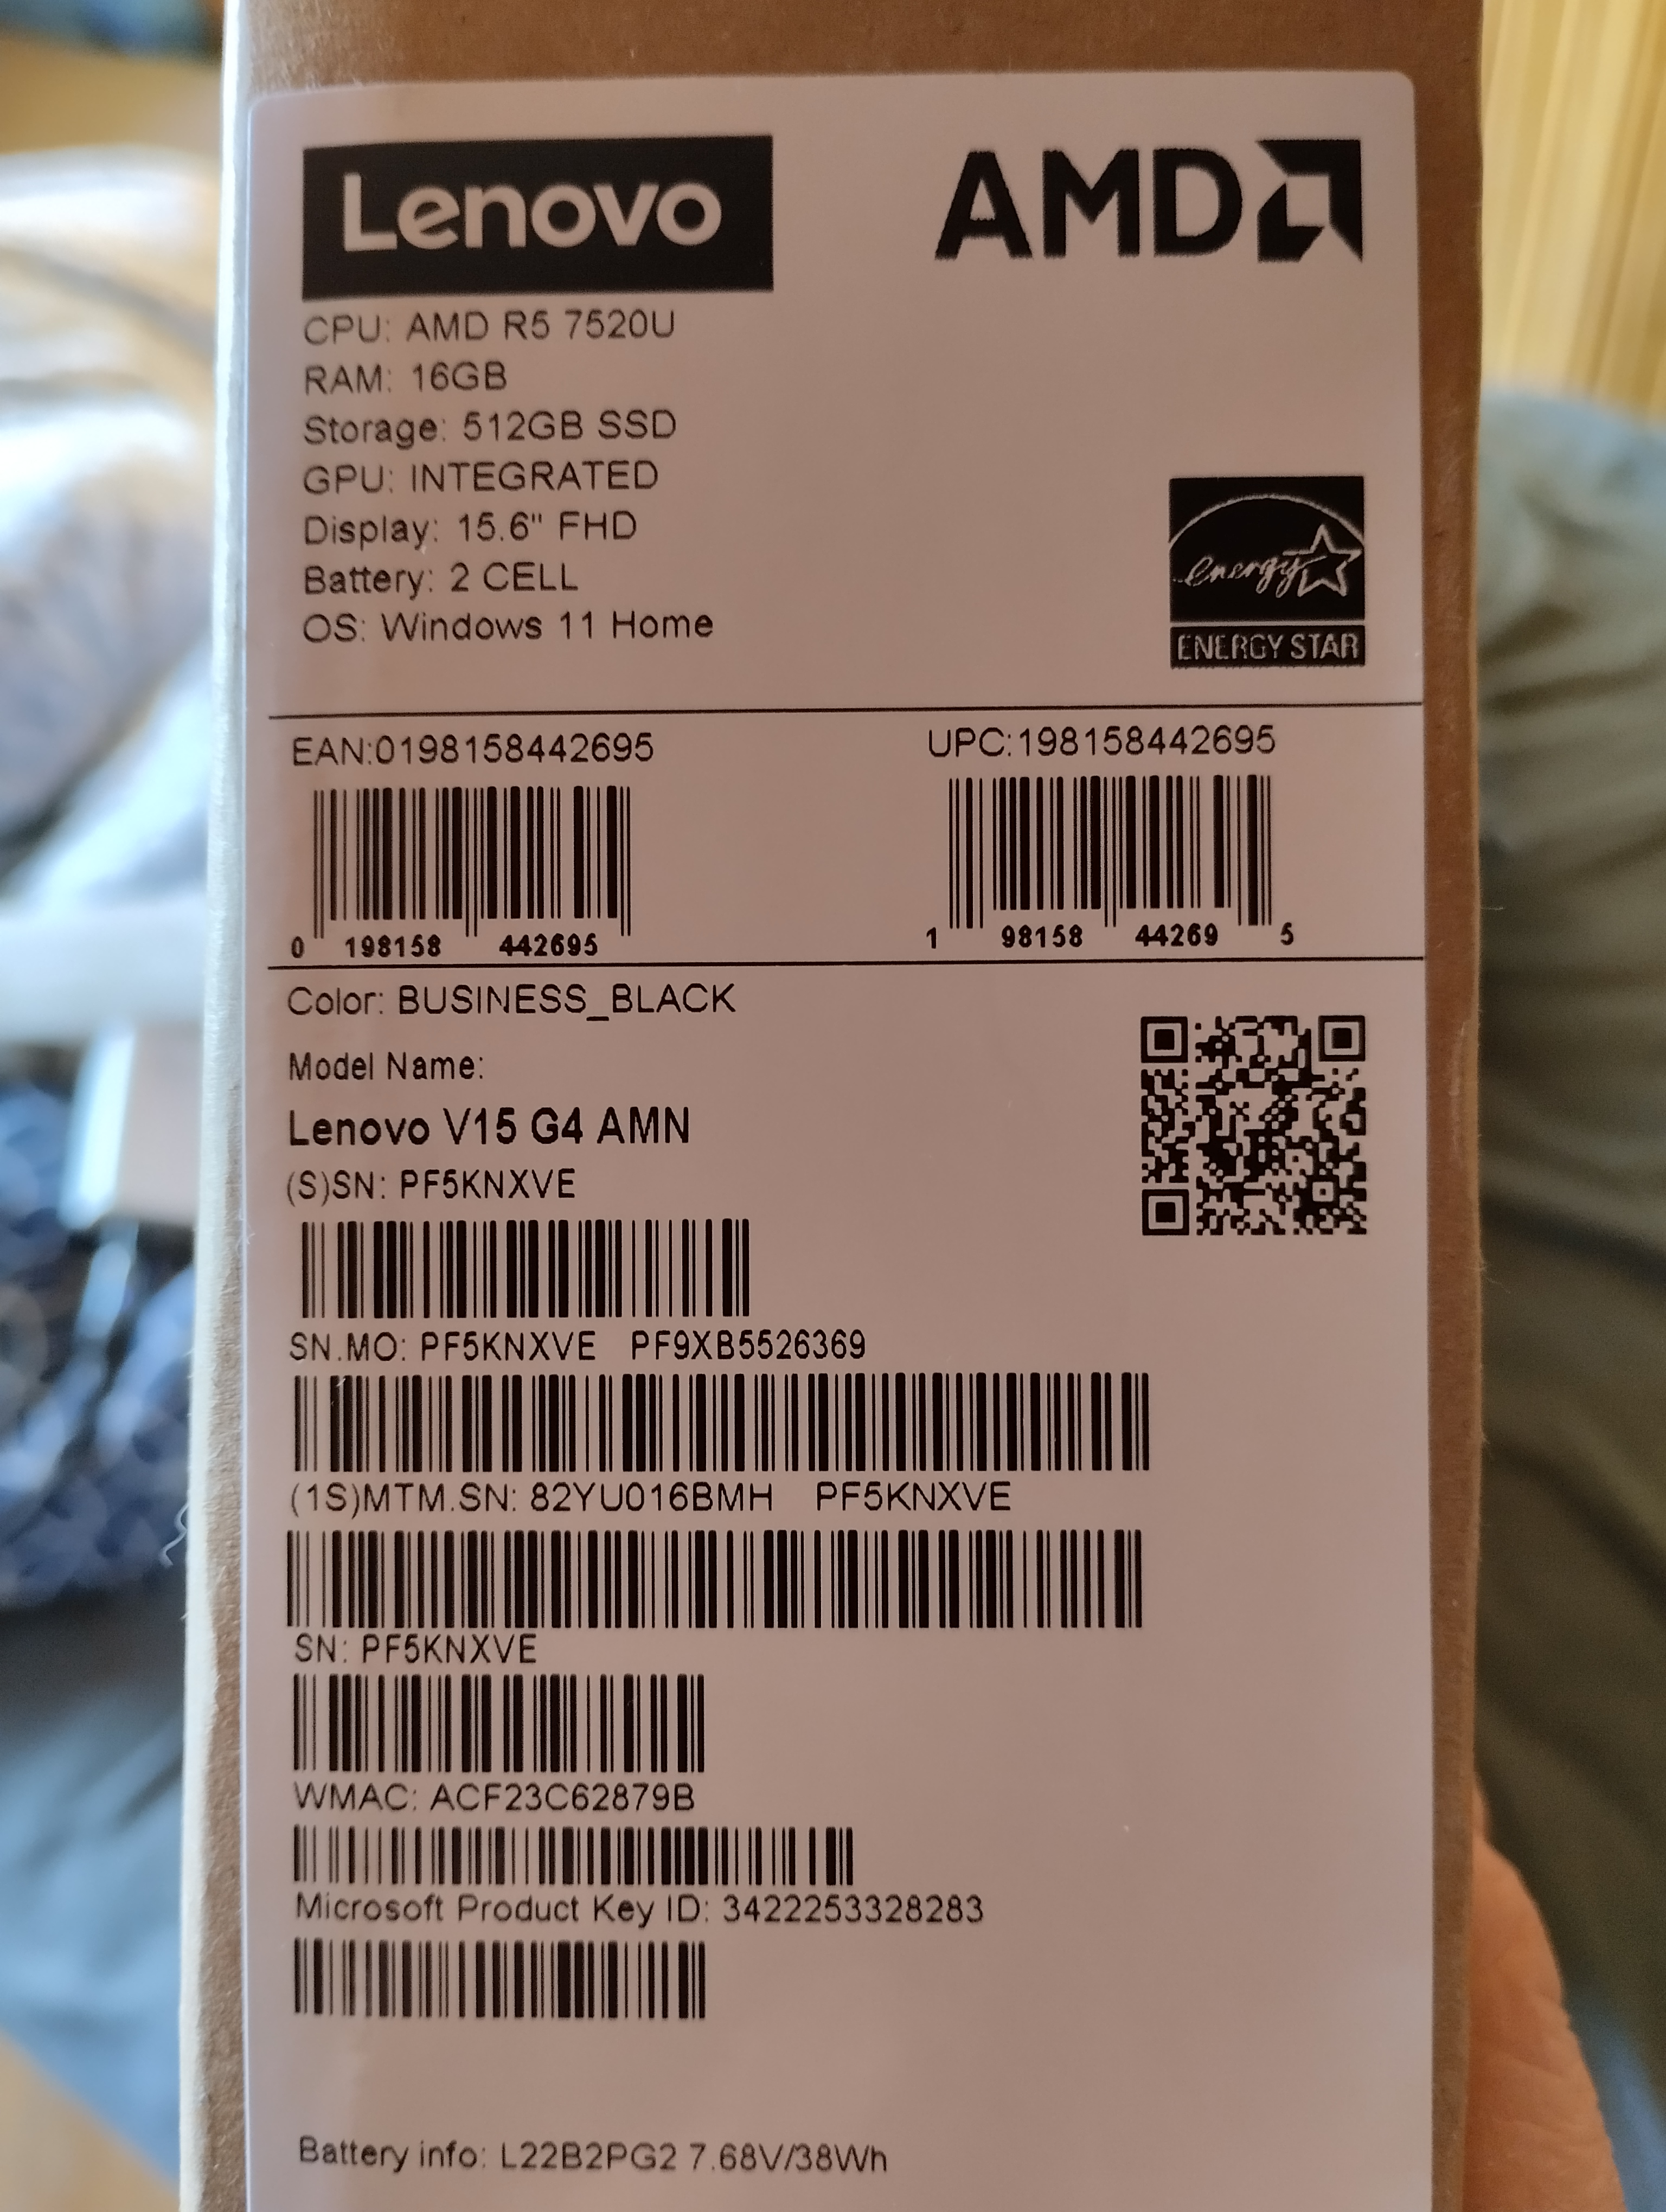 Lenovo AMD
CPU: AMD R5 7520U
RAM: 16GB
Storage: 512GB SSD
GPU: INTEGRATED
Display: 15.6" FHD
Battery: 2 CELL
OS: Windows 11 Home
energy
ENERGY STAR
EAN:0198158442695 UPC:198158442695
0 198158 442695 1 98158 44269 5
Color: BUSINESS_BLACK
Model Name:
Lenovo V15 G4 AMN
(S)SN: PF5KNXVE
SN.MO: PF5KNXVE PF9XB5526369
(1S)MTM.SN: 82YU016BMH PF5KNXVE
SN: PF5KNXVE
WMAC: ACF23C62879B
Microsoft Product Key ID: 3422253328283
Battery info: L22B2PG2 7.68V/38Wh